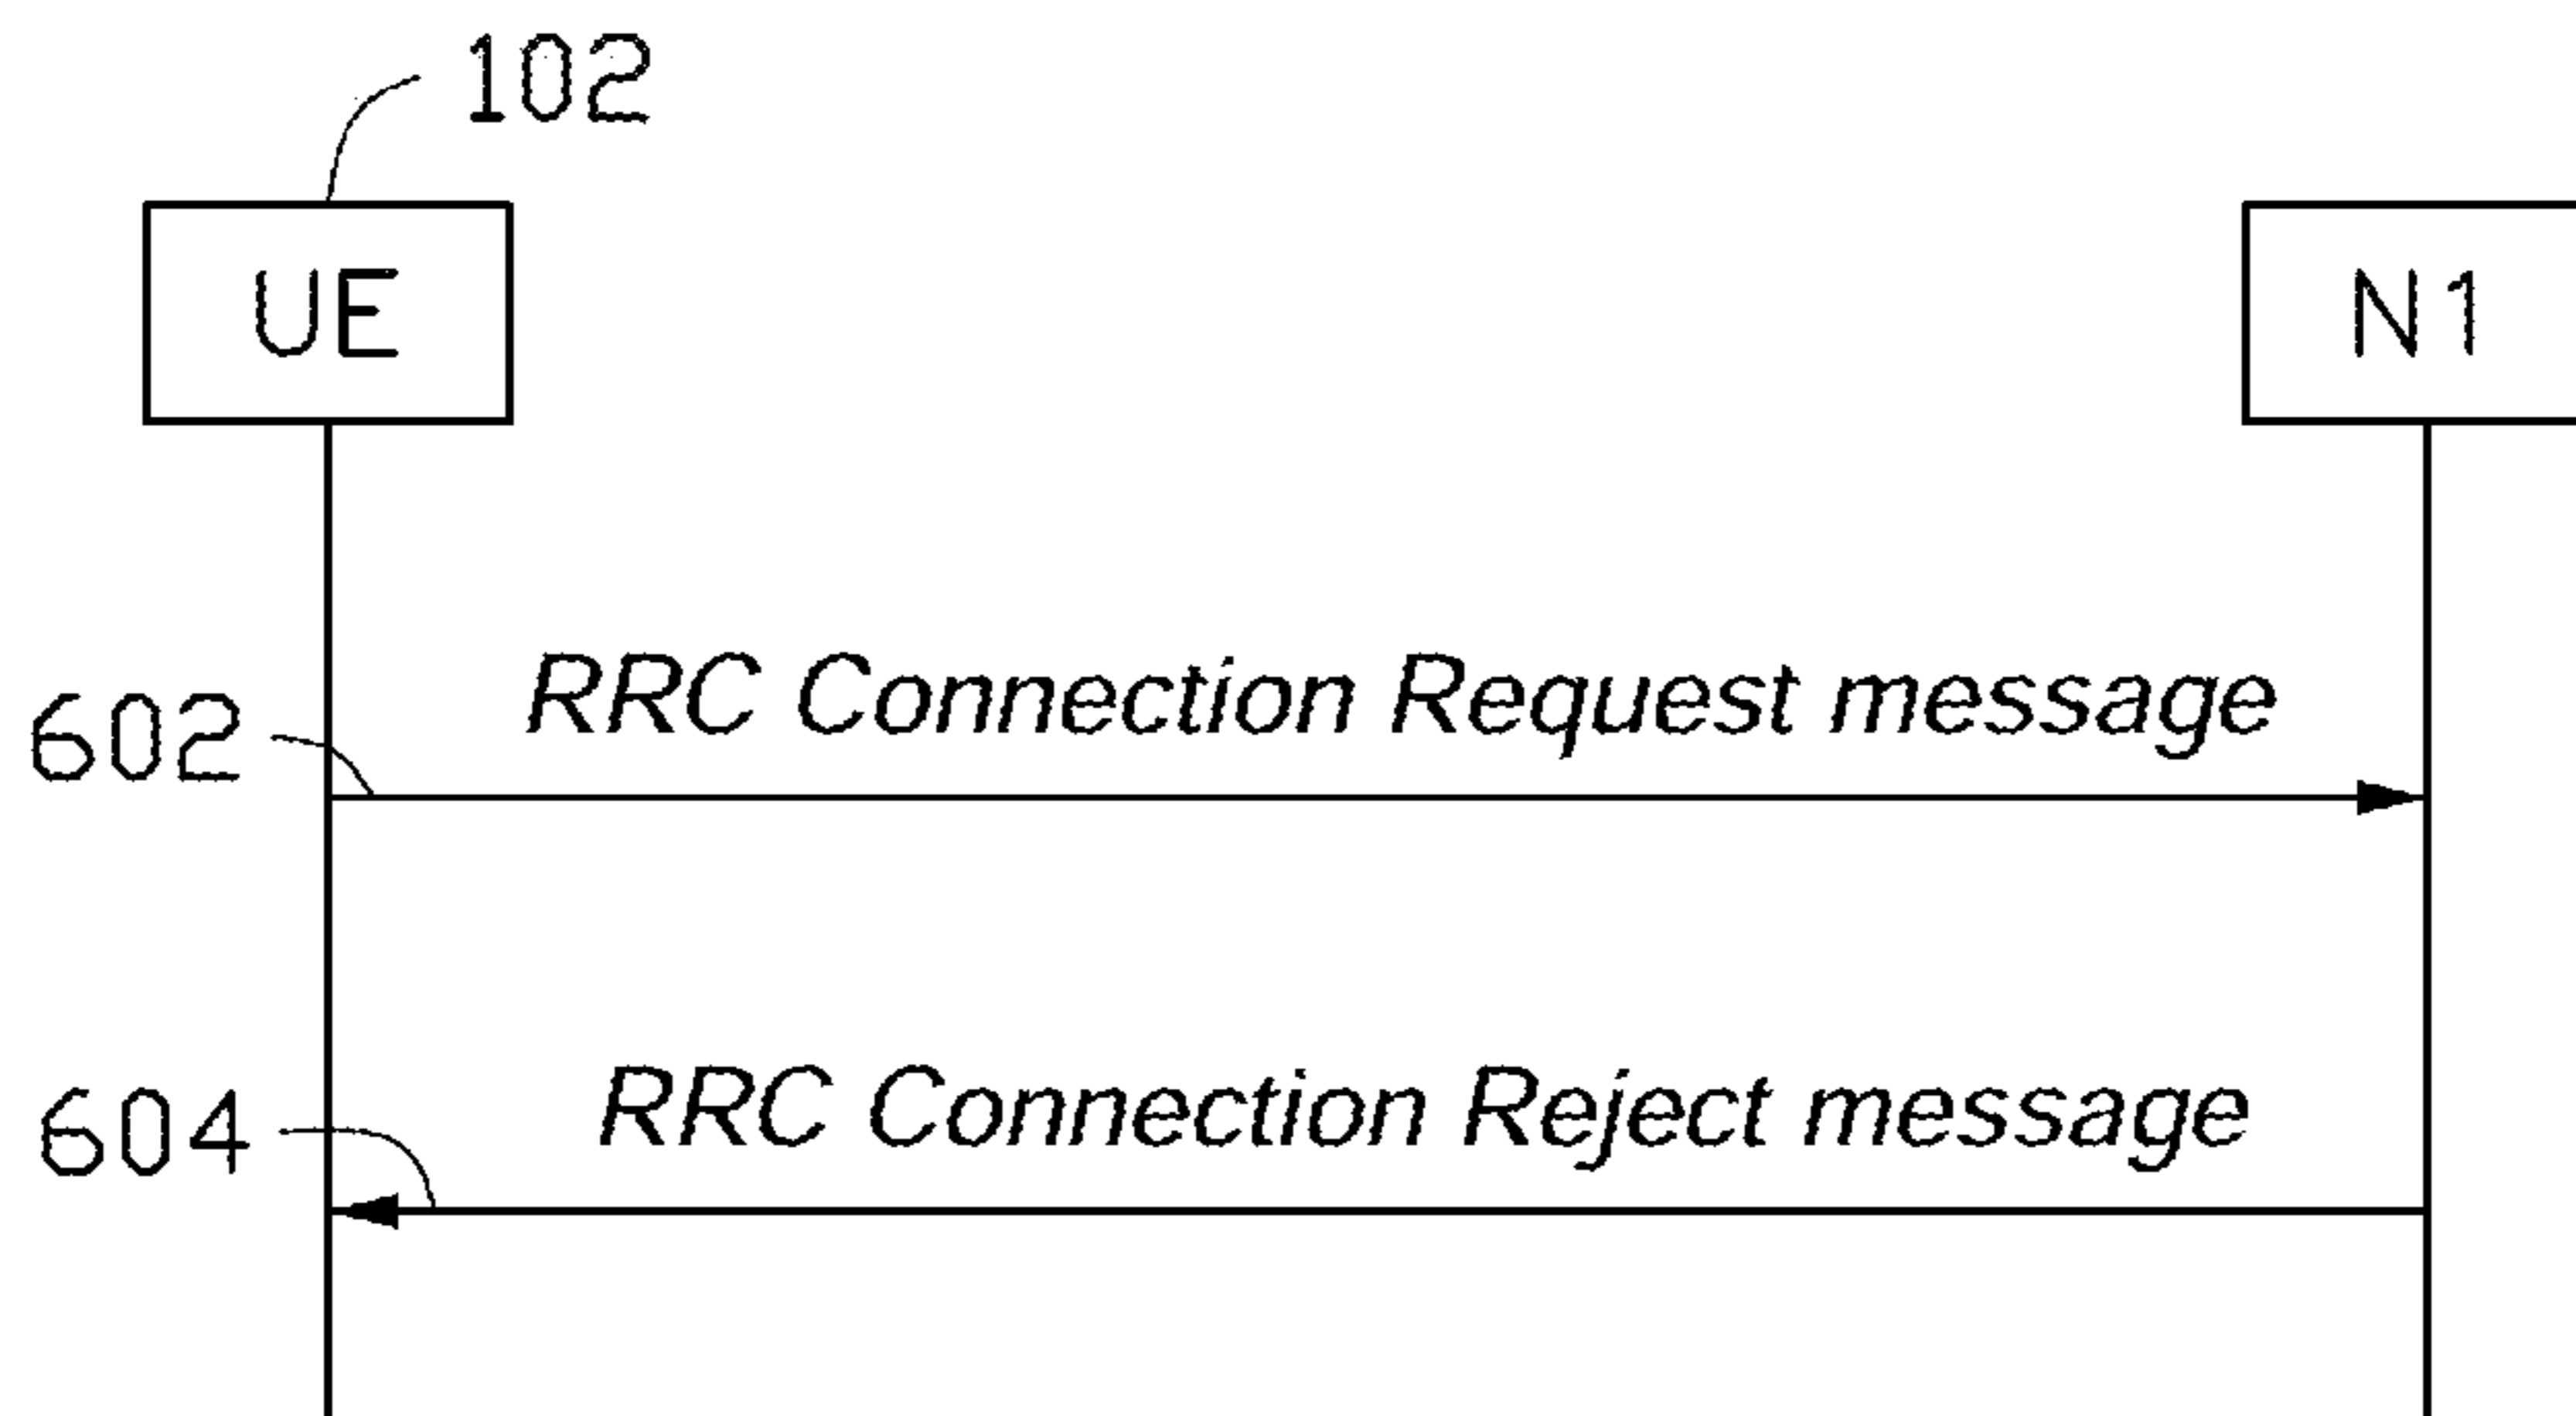 102
UE
N1
RRC Connection Request message
602
RRC Connection Reject message
604